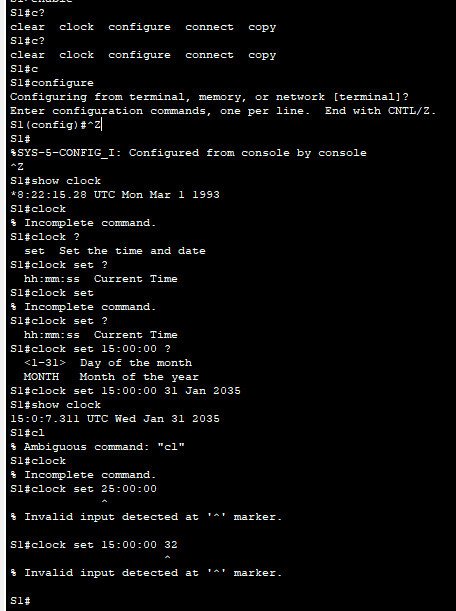 S1>enable
S1#c?
clear  clock  configure  connect  copy
S1#c?
clear  clock  configure  connect  copy
S1#c
S1#configure
Configuring from terminal, memory, or network [terminal]?
Enter configuration commands, one per line.  End with CNTL/Z.
S1(config)#^Z
S1#
%SYS-5-CONFIG_I: Configured from console by console
^Z
S1#show clock
*8:22:15.28 UTC Mon Mar 1 1993
S1#clock
% Incomplete command.
S1#clock ?
  set  Set the time and date
S1#clock set ?
  hh:mm:ss  Current Time
S1#clock set
% Incomplete command.
S1#clock set ?
  hh:mm:ss  Current Time
S1#clock set 15:00:00 ?
  <1-31>  Day of the month
  MONTH   Month of the year
S1#clock set 15:00:00 31 Jan 2035
S1#show clock
15:0:7.311 UTC Wed Jan 31 2035
S1#cl
% Ambiguous command: "cl"
S1#clock
% Incomplete command.
S1#clock set 25:00:00
             ^
% Invalid input detected at '^' marker.
S1#clock set 15:00:00 32
                      ^
% Invalid input detected at '^' marker.
S1#